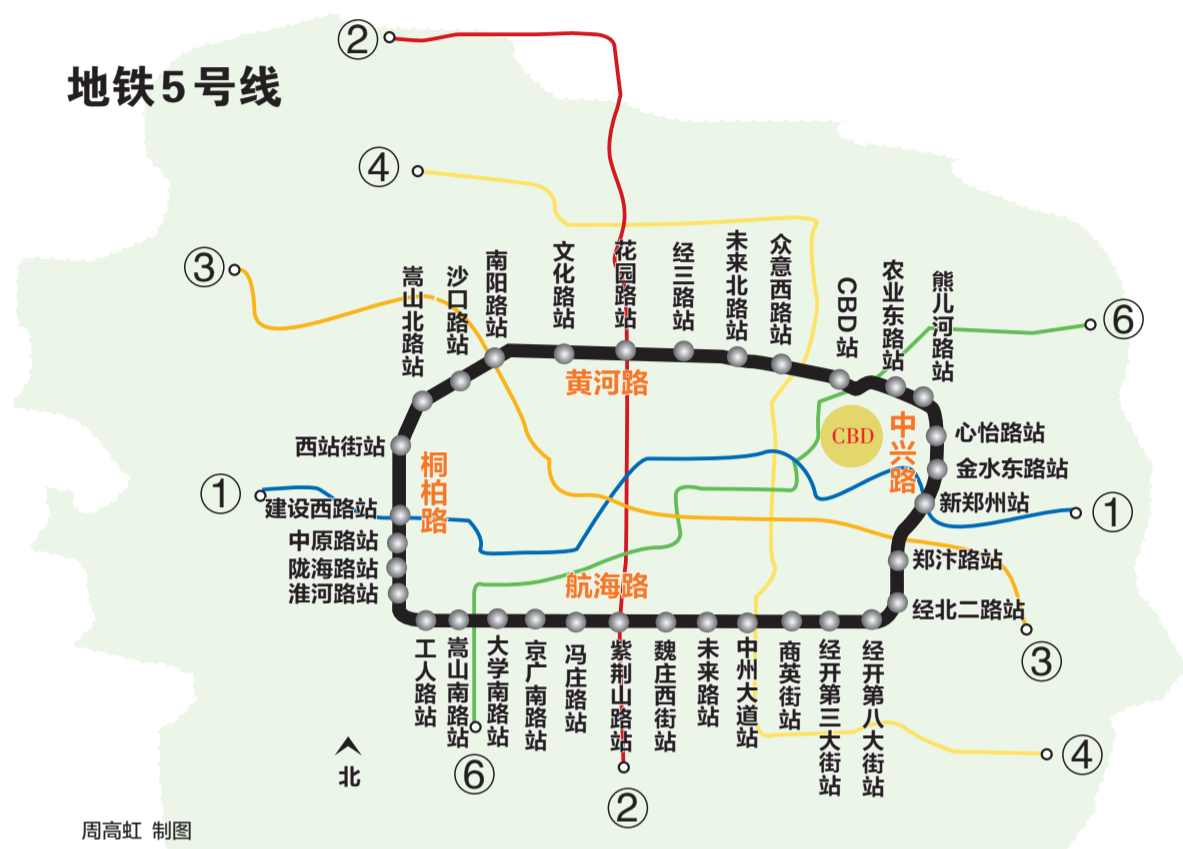 ②
地铁5号线
④
③
嵩山北路站
沙口路站
南阳路站
文化路站
花园路站
经三路站
未来北路站
众意西路站
CBD站
农业东路站
熊儿河路站
⑥
黄河路
CBD
中兴路
心怡路站
金水东路站
新郑州站
①
郑汴路站
经北二路站
③
西站街站
桐柏路
①
建设西路站
中原路站
陇海路站
淮河路站
航海路
工人路站
嵩山南路站
大学南路站
京广南路站
冯庄路站
紫荆山路站
魏庄西街站
未来路站
中州大道站
商英街站
经开第三大街站
经开第八大街站
④
北
⑥
②
周高虹 制图